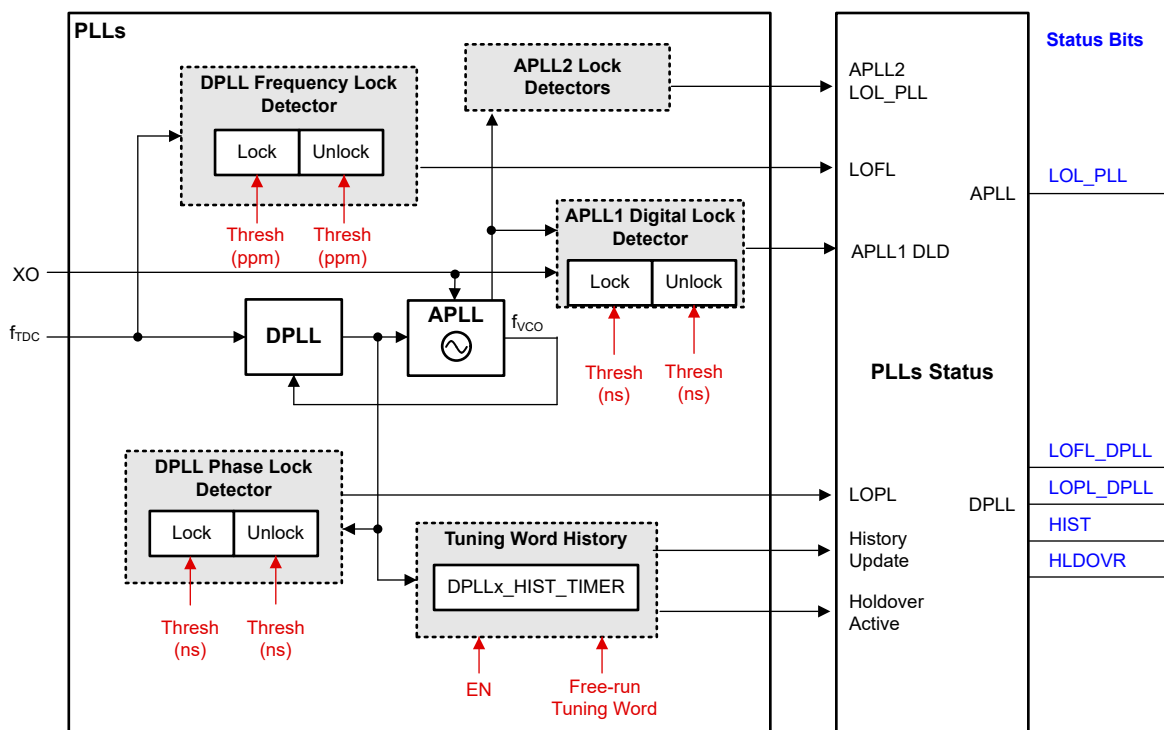 PLLs
DPLL Frequency Lock
Detector
Lock
Unlock
Thresh
(ppm)
Thresh
(ppm)
APLL2 Lock
Detectors
APLL1 Digital Lock
Detector
Lock
Unlock
Thresh
(ns)
Thresh
(ns)
XO
fTDC
DPLL
APLL
fVCO
DPLL Phase Lock
Detector
Lock
Unlock
Thresh
(ns)
Thresh
(ns)
Tuning Word History
DPLLx_HIST_TIMER
EN
Free-run
Tuning Word
APLL2
LOL_PLL
LOFL
APLL1 DLD
APLL
PLLs Status
LOPL
DPLL
History
Update
Holdover
Active
Status Bits
LOL_PLL
LOFL_DPLL
LOPL_DPLL
HIST
HLDOVR